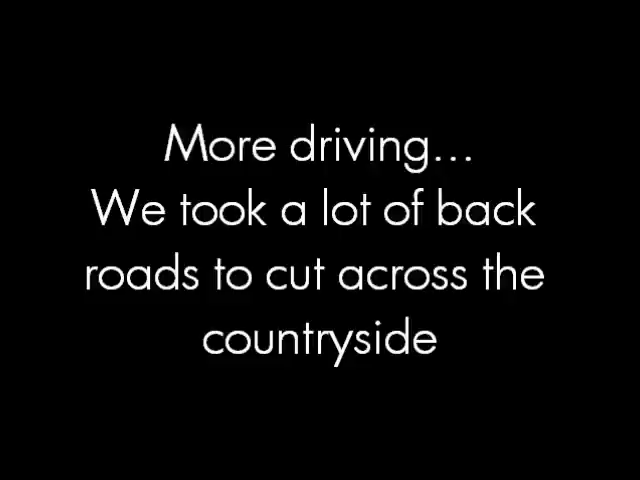 More driving...
We took a lot of back
roads to cut across the
countryside